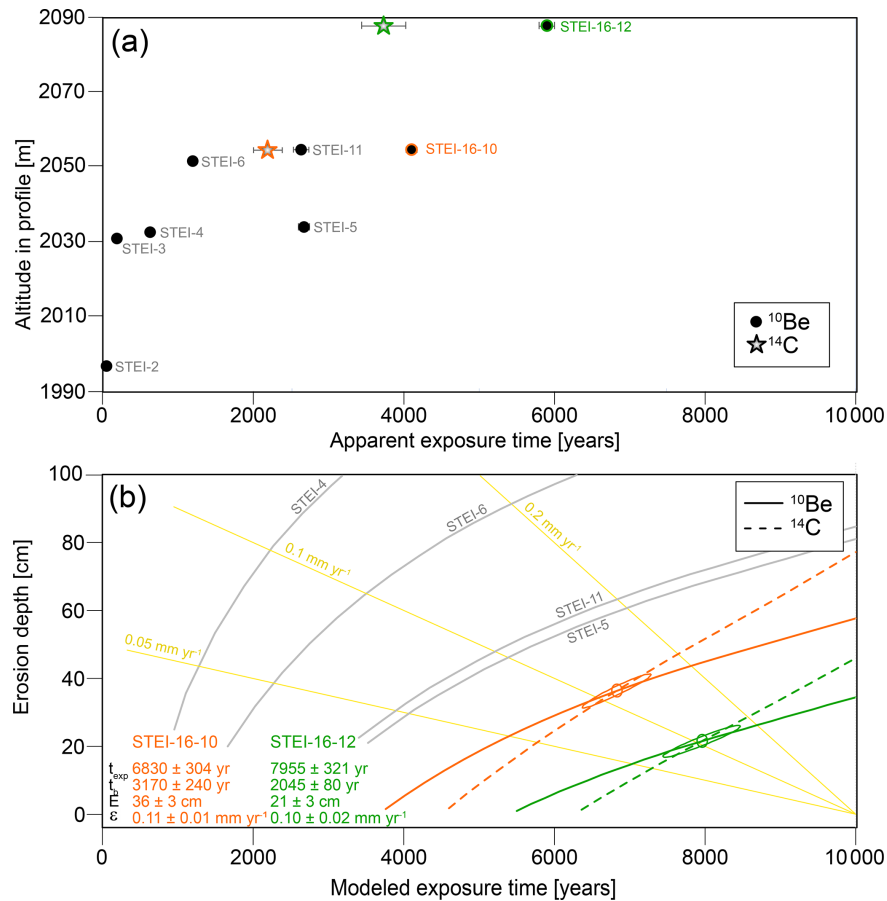 (a)
Altitude in profile [m]
2090
2070
2050
2030
2010
1990
STEI-16-12
STEI-6
STEI-11
STEI-16-10
STEI-4
STEI-3
STEI-5
STEI-2
¹⁰Be
¹⁴C
0
2000
4000
6000
8000
10000
Apparent exposure time [years]
(b)
Erosion depth [cm]
100
80
60
40
20
0
STEI-4
STEI-6
0.2 mm yr⁻¹
¹⁰Be
¹⁴C
0.1 mm yr⁻¹
STEI-11
STEI-5
0.05 mm yr⁻¹
STEI-16-10 STEI-16-12
t_exp 6830 ± 304 yr 7955 ± 321 yr
t_b 3170 ± 240 yr 2045 ± 80 yr
E 36 ± 3 cm 21 ± 3 cm
ε 0.11 ± 0.01 mm yr⁻¹ 0.10 ± 0.02 mm yr⁻¹
0
2000
4000
6000
8000
10000
Modeled exposure time [years]